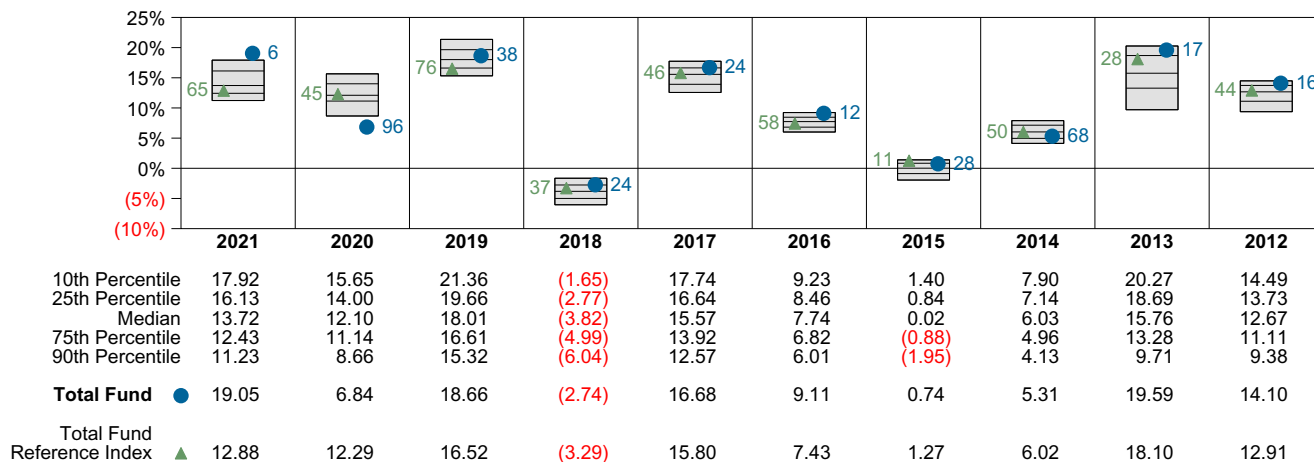 25%
20%
15%
10%
5%
0%
(5%)
(10%)
65 6
45 96
76 38
37 24
46 24
58 12
11 28
50 68
28 17
44 16
2021 2020 2019 2018 2017 2016 2015 2014 2013 2012
10th Percentile 17.92 15.65 21.36 (1.65) 17.74 9.23 1.40 7.90 20.27 14.49
25th Percentile 16.13 14.00 19.66 (2.77) 16.64 8.46 0.84 7.14 18.69 13.73
Median 13.72 12.10 18.01 (3.82) 15.57 7.74 0.02 6.03 15.76 12.67
75th Percentile 12.43 11.14 16.61 (4.99) 13.92 6.82 (0.88) 4.96 13.28 11.11
90th Percentile 11.23 8.66 15.32 (6.04) 12.57 6.01 (1.95) 4.13 9.71 9.38
Total Fund 19.05 6.84 18.66 (2.74) 16.68 9.11 0.74 5.31 19.59 14.10
Total Fund
Reference Index 12.88 12.29 16.52 (3.29) 15.80 7.43 1.27 6.02 18.10 12.91